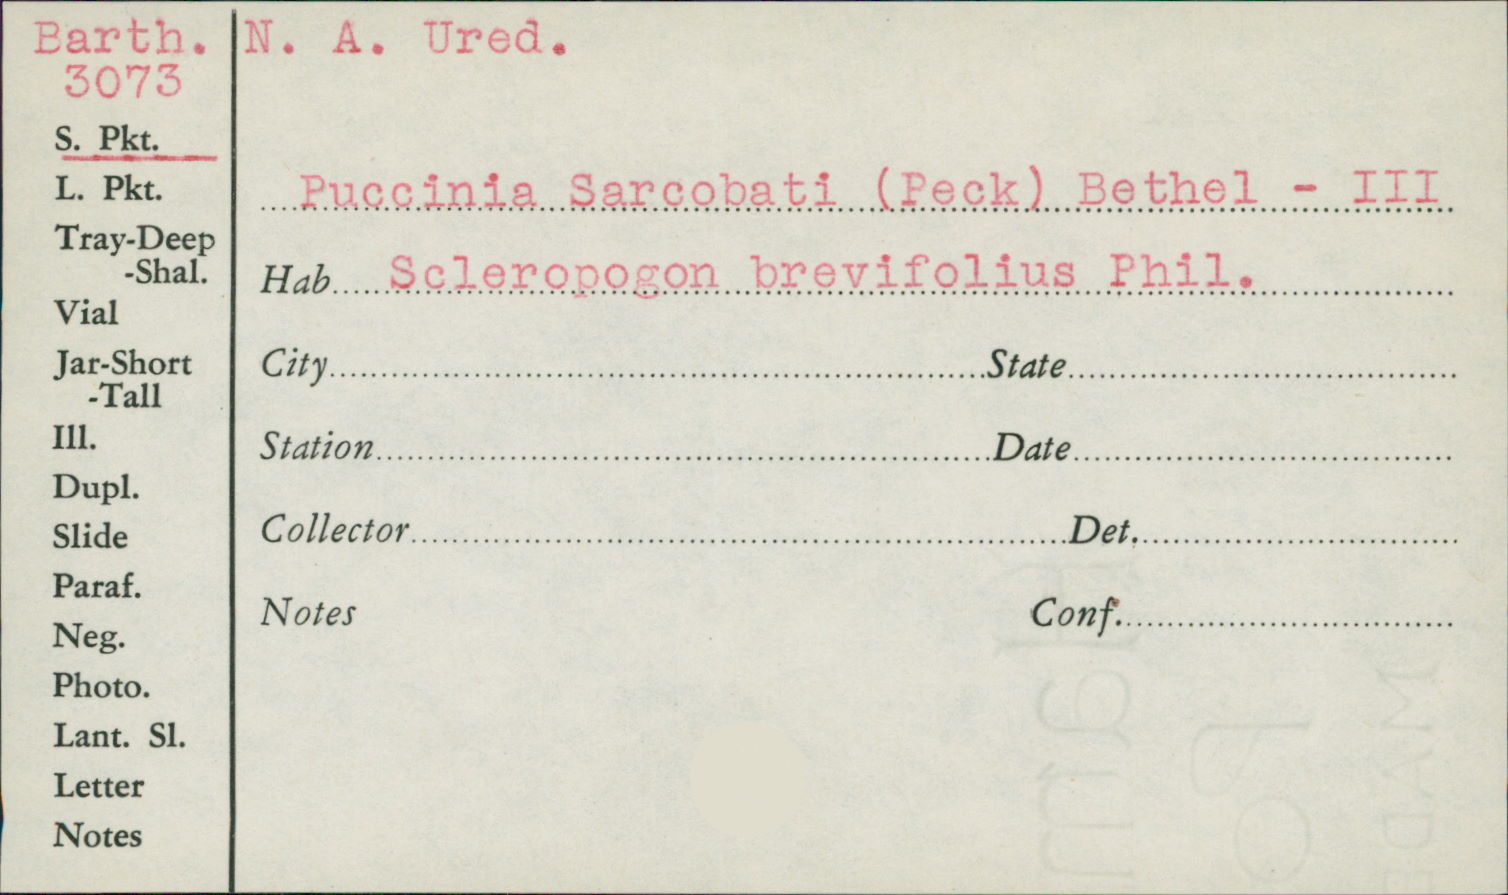 Barth.
3073
N. A. Ured.
S. Pkt.
L. Pkt.
Tray-Deep
-Shal.
Vial
Jar-Short
-Tall
Ill.
Dupl.
Slide
Paraf.
Neg.
Photo.
Lant. Sl.
Letter
Notes
Puccinia Sarcobati (Peck) Bethel - III
Hab Scleropogon brevifolius Phil.
City State
Station Date
Collector Det.
Notes Conf.